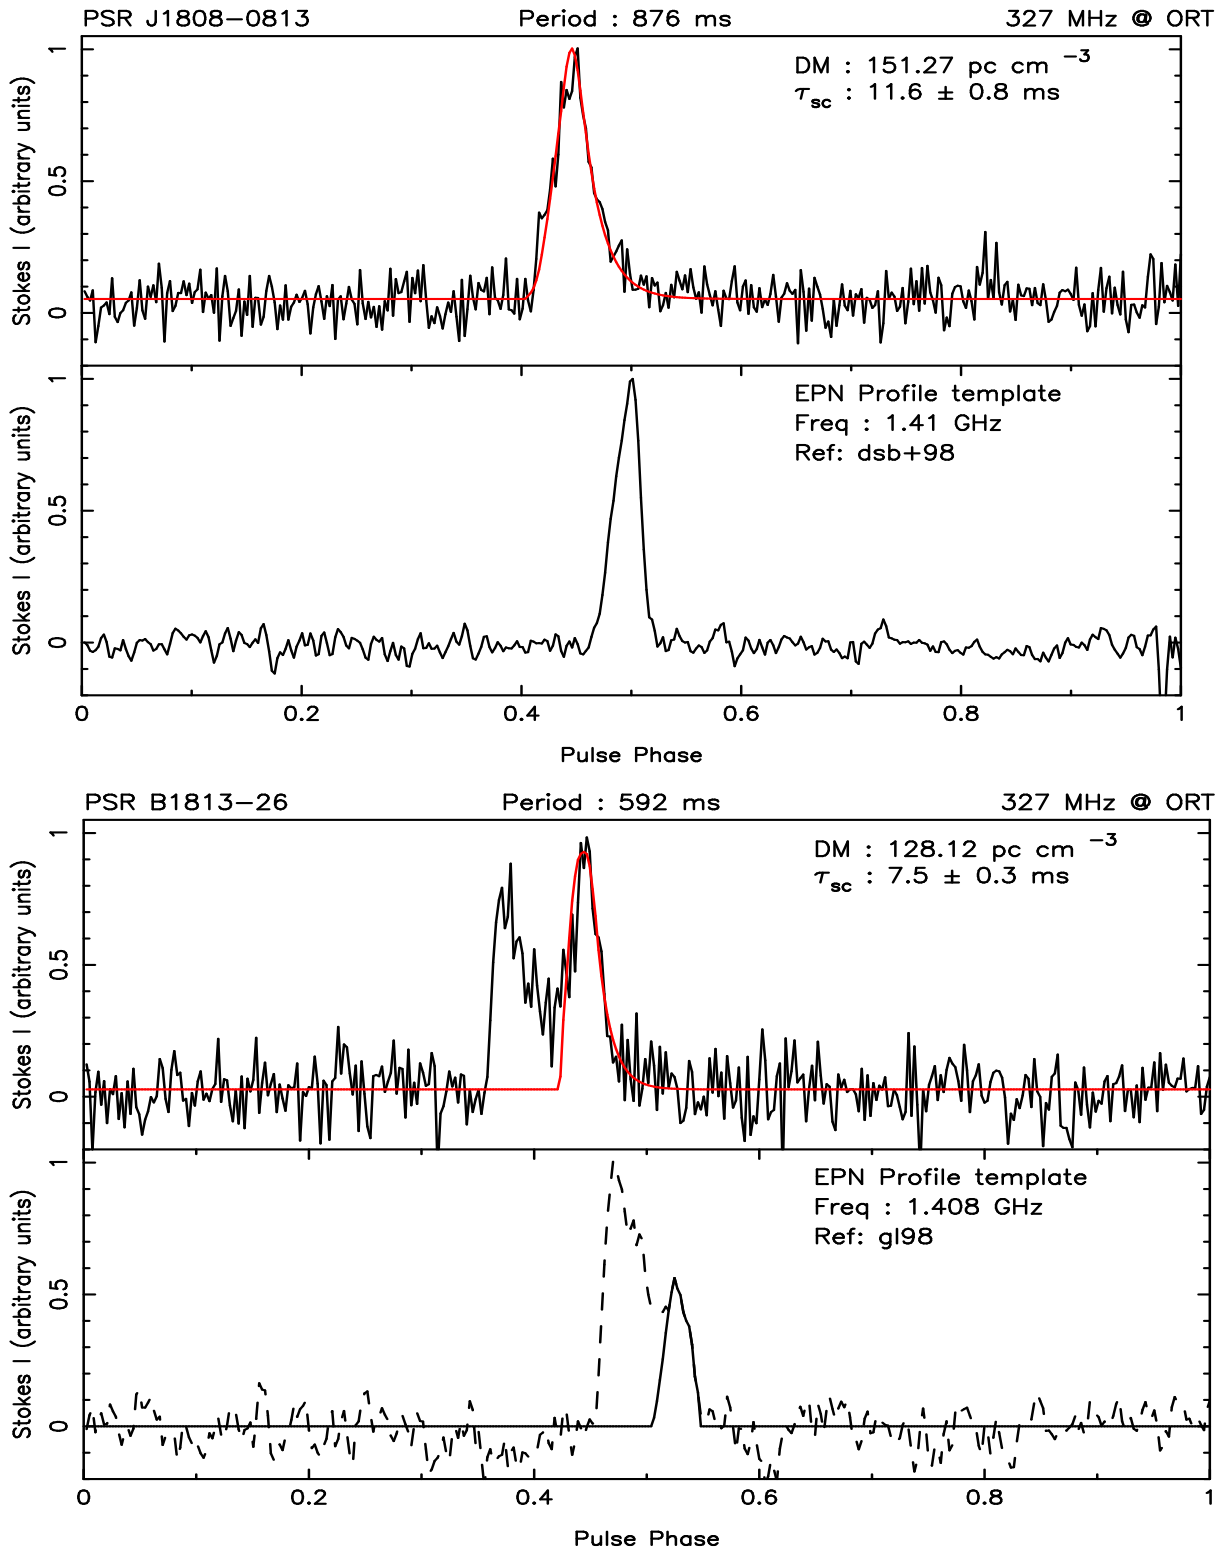 PSR J1808−0813 Period : 876 ms 327 MHz @ ORT
DM : 151.27 pc cm −3
τsc : 11.6 ± 0.8 ms
Stokes I (arbitrary units)
1
0.5
0
EPN Profile template
Freq : 1.41 GHz
Ref: dsb+98
Stokes I (arbitrary units)
1
0.5
0
0 0.2 0.4 0.6 0.8 1
Pulse Phase
PSR B1813−26 Period : 592 ms 327 MHz @ ORT
DM : 128.12 pc cm −3
τsc : 7.5 ± 0.3 ms
Stokes I (arbitrary units)
1
0.5
0
EPN Profile template
Freq : 1.408 GHz
Ref: gl98
Stokes I (arbitrary units)
1
0.5
0
0 0.2 0.4 0.6 0.8 1
Pulse Phase